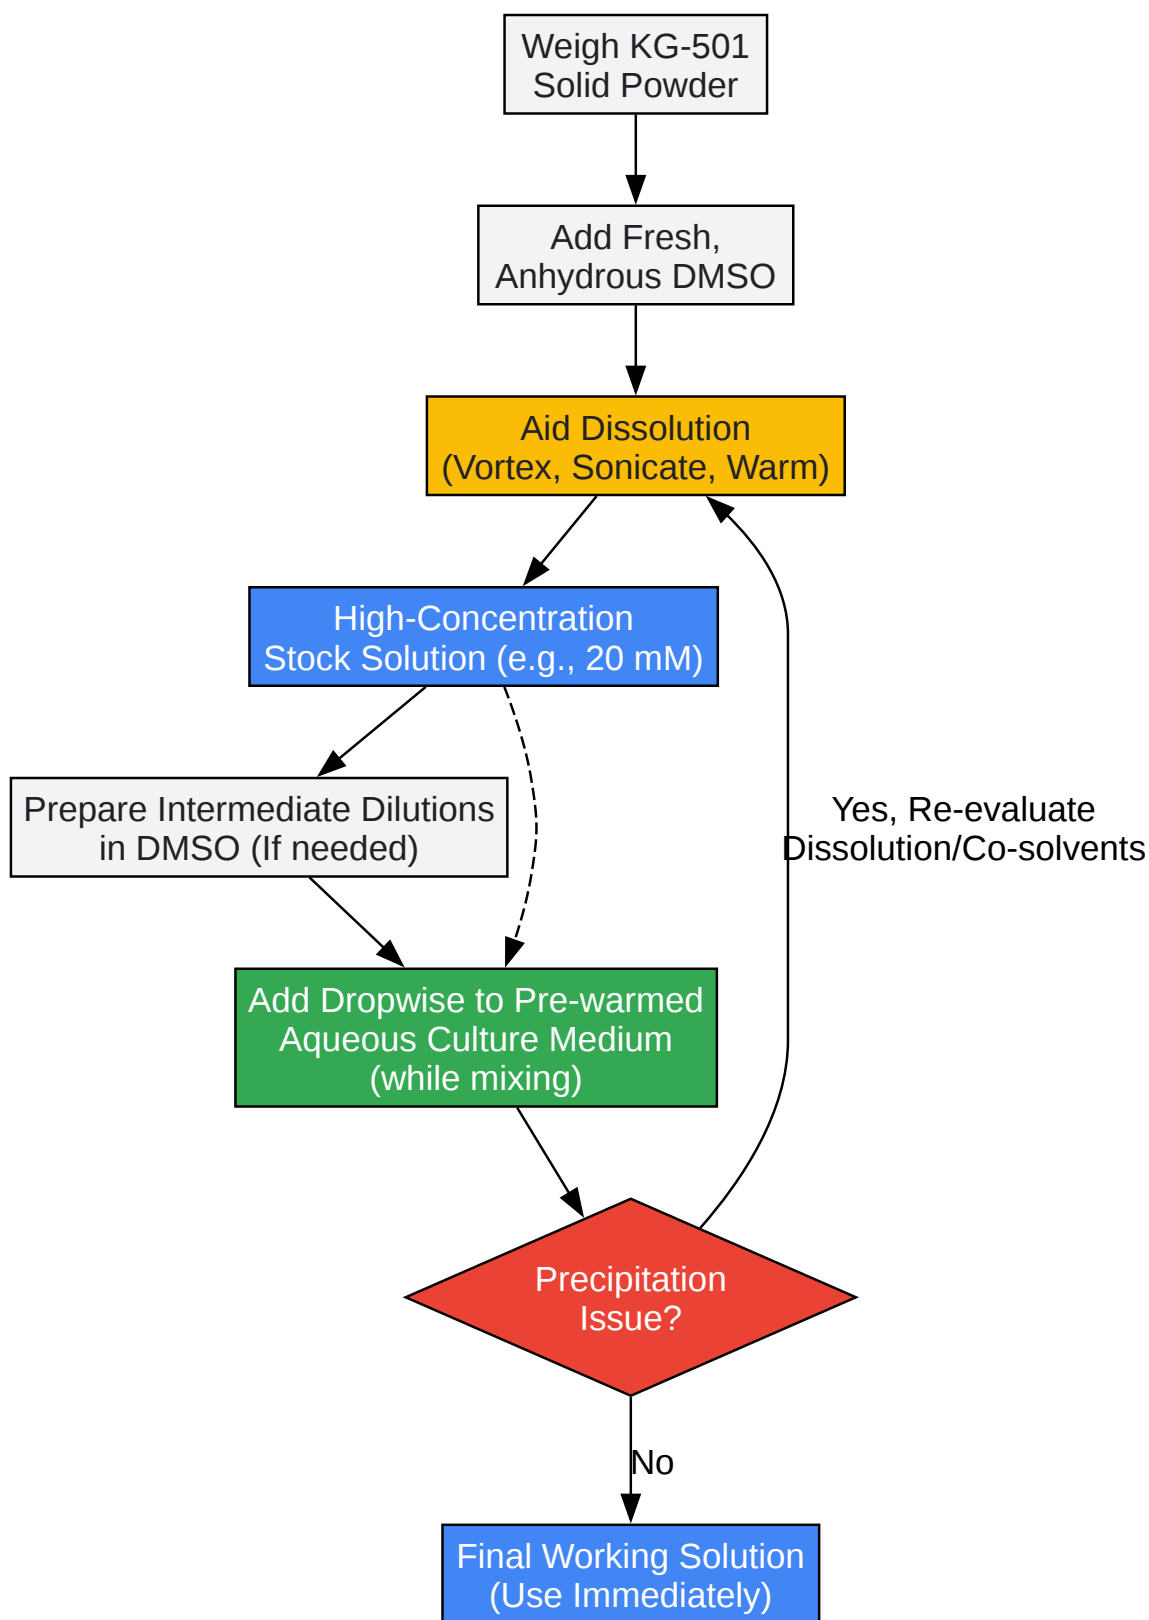 Weigh KG-501
Solid Powder
Add Fresh,
Anhydrous DMSO
Aid Dissolution
(Vortex, Sonicate, Warm)
High-Concentration
Stock Solution (e.g., 20 mM)
Prepare Intermediate Dilutions
in DMSO (If needed)
Yes, Re-evaluate
Dissolution/Co-solvents
Add Dropwise to Pre-warmed
Aqueous Culture Medium
(while mixing)
Precipitation
Issue?
No
Final Working Solution
(Use Immediately)